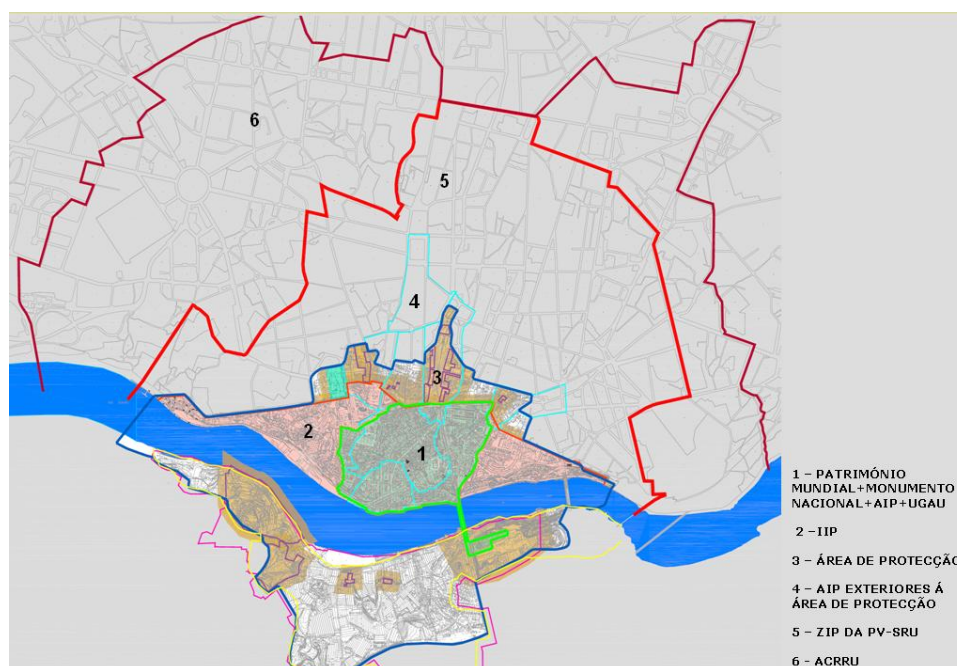 6
5
4
3
2
1
1 – PATRIMÓNIO
MUNDIAL+MONUMENTO
NACIONAL+AIP+UGAU
2 –IIP
3 – ÁREA DE PROTECÇÃO
4 – AIP EXTERIORES Á
ÁREA DE PROTECÇÃO
5 – ZIP DA PV-SRU
6 – ACRRU